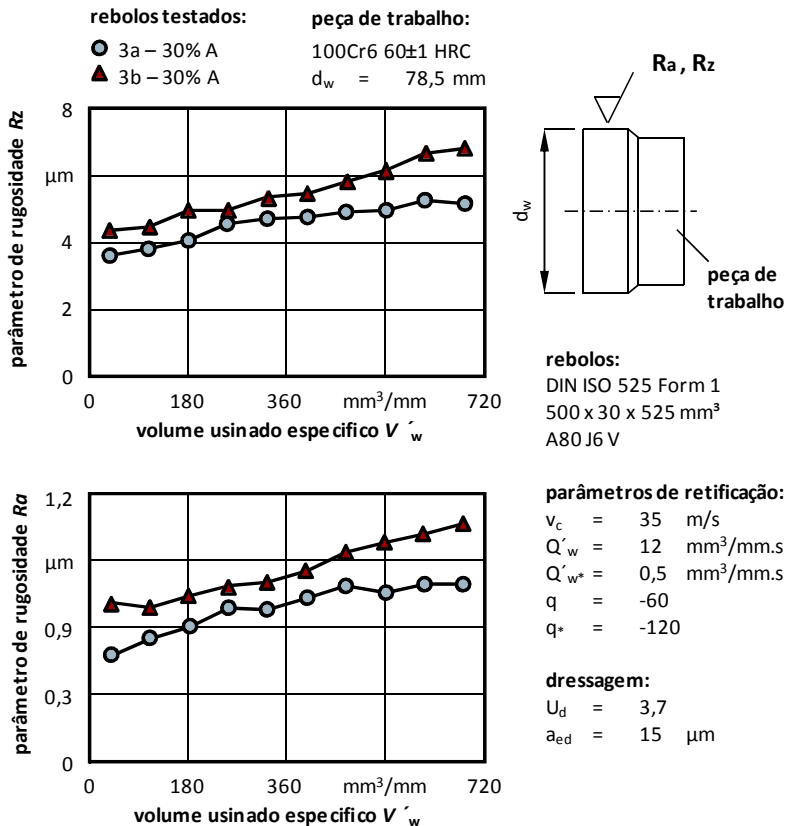 rebolos testados:
3a – 30% A
3b – 30% A
peça de trabalho:
100Cr6 60±1 HRC
d_w = 78,5 mm
parâmetro de rugosidade Rz
8
µm
4
2
0
0 180 360 mm³/mm 720
volume usinado especifico V ´w
Ra , Rz
d_w
peça de
trabalho
rebolos:
DIN ISO 525 Form 1
500 x 30 x 525 mm³
A80 J6 V
parâmetro de rugosidade Ra
1,2
µm
0,9
0,3
0
0 180 360 mm³/mm 720
volume usinado especifico V ´w
parâmetros de retificação:
v_c = 35 m/s
Q´w = 12 mm³/mm.s
Q´w* = 0,5 mm³/mm.s
q = -60
q* = -120
dressagem:
U_d = 3,7
a_ed = 15 µm